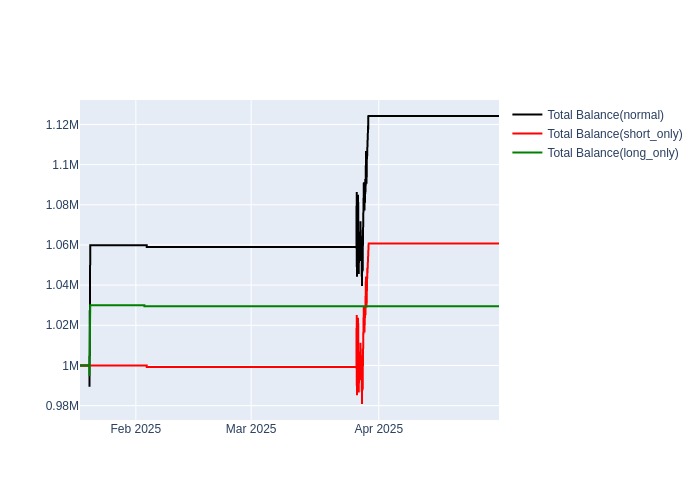 1.12M
1.1M
1.08M
1.06M
1.04M
1.02M
1M
0.98M
Feb 2025
Mar 2025
Apr 2025
Total Balance(normal)
Total Balance(short_only)
Total Balance(long_only)